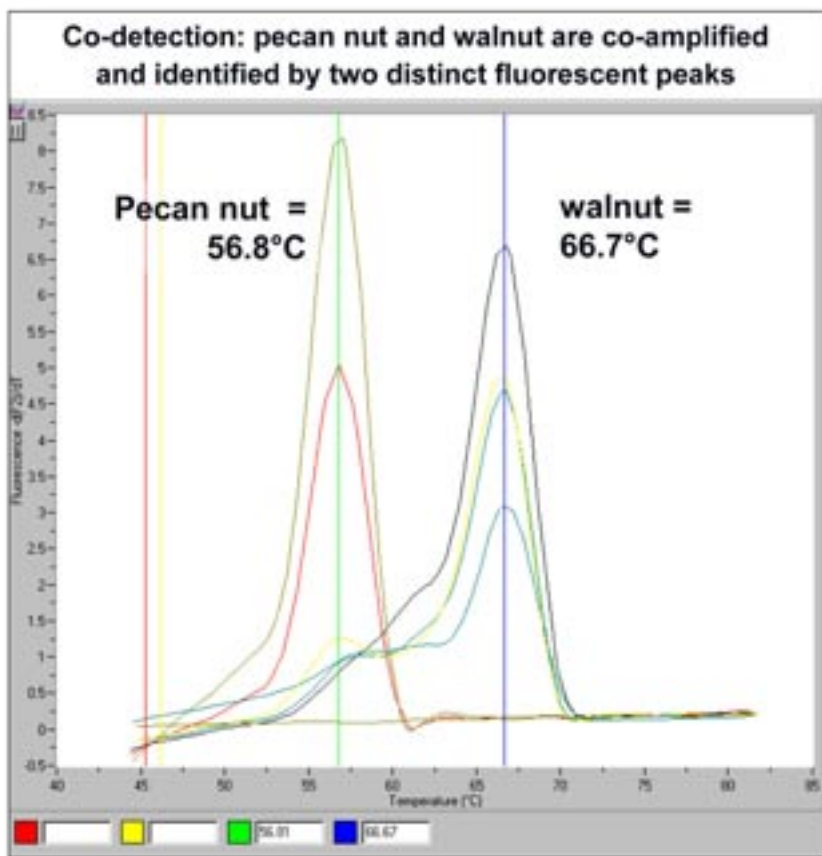 Co-detection: pecan nut and walnut are co-amplified
and identified by two distinct fluorescent peaks
8.5
8
7.5
7
6.5
6
5.5
5
4.5
4
3.5
3
2.5
2
1.5
1
0.5
0
-0.5
Pecan nut =
56.8°C
walnut =
66.7°C
40 45 50 55 60 65 70 75 80 85
Temperature (°C)
66.67